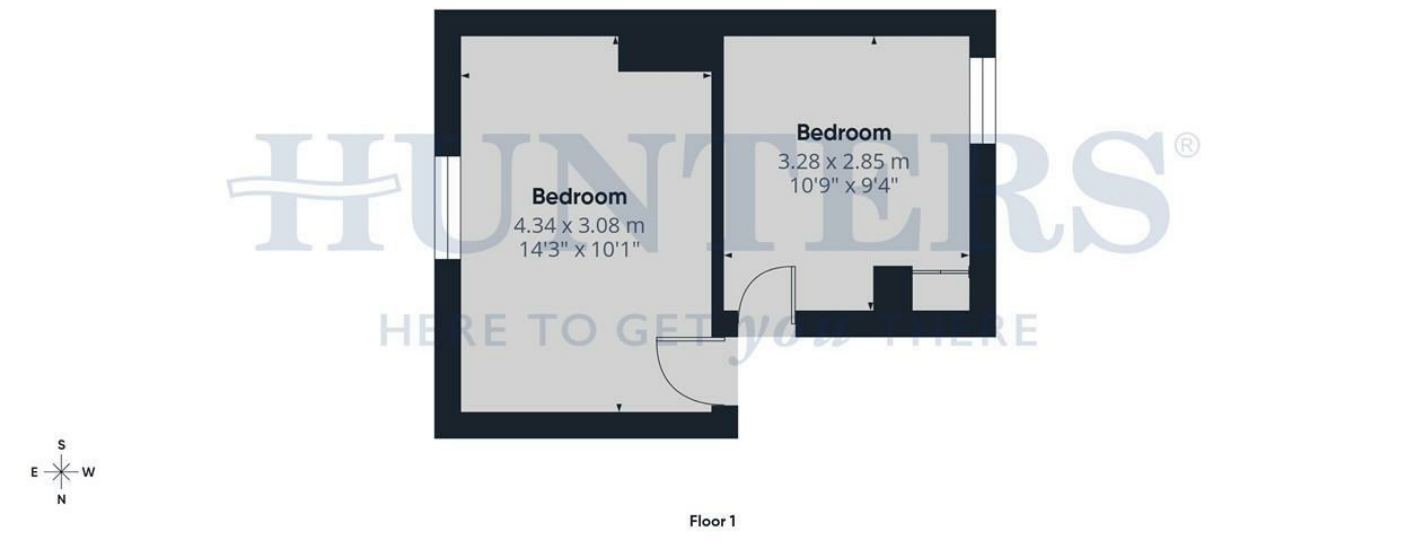 HUNTERS®
HERE TO GET you THERE
Bedroom
4.34 x 3.08 m
14'3" x 10'1"
Bedroom
3.28 x 2.85 m
10'9" x 9'4"
S
E W
N
Floor 1